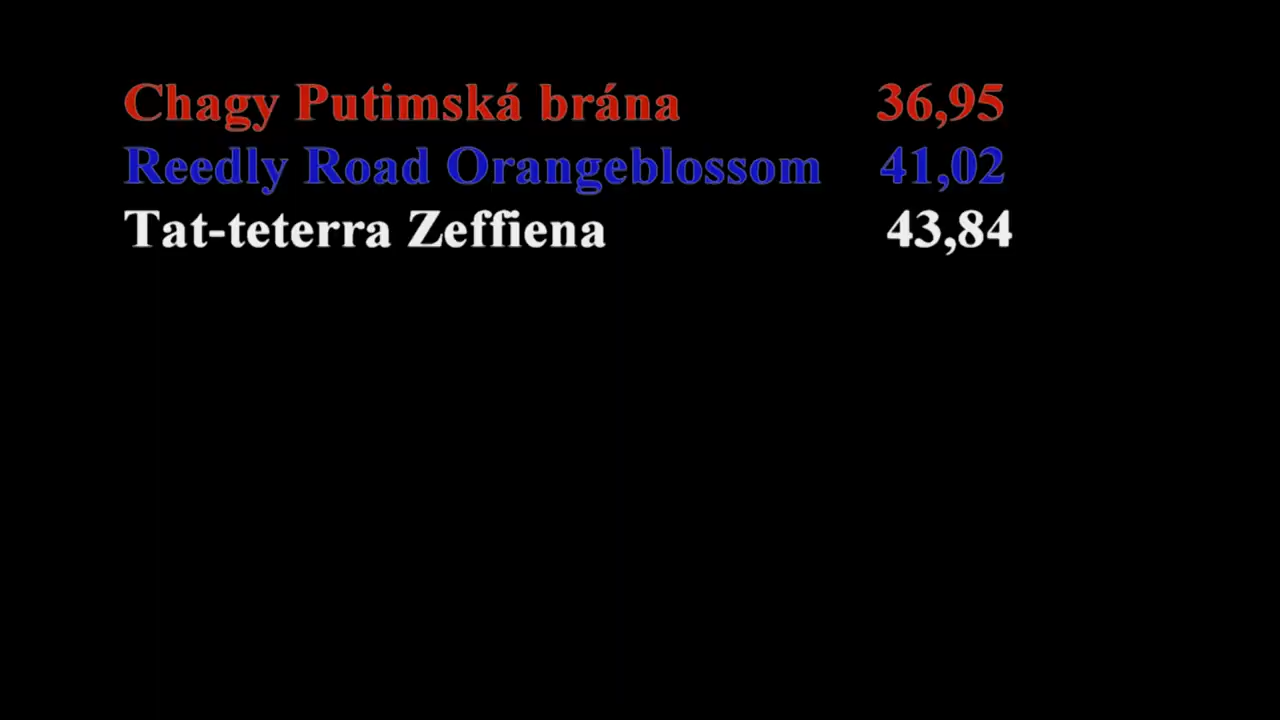 Chagy Putimská brána 36,95
Reedly Road Orangeblossom 41,02
Tat-teterra Zeffiena 43,84